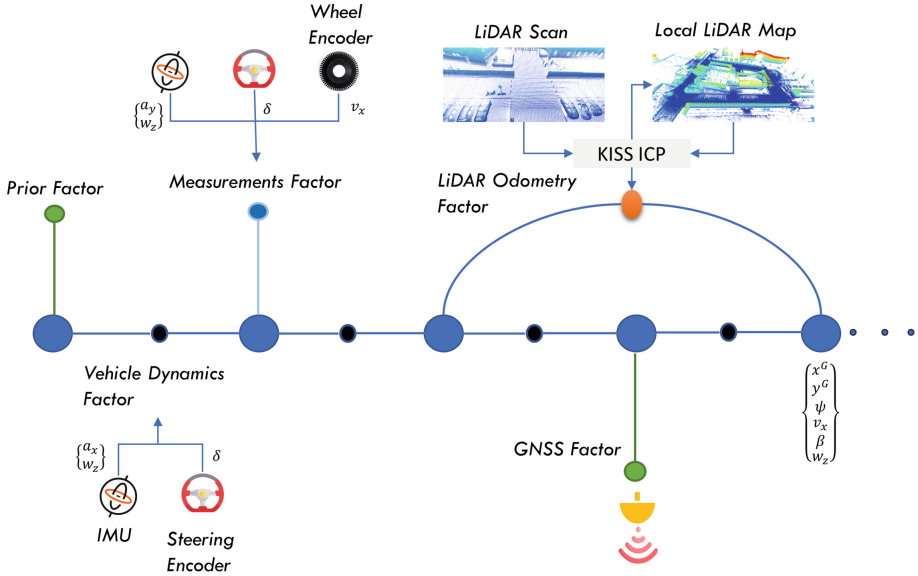 Wheel
Encoder
LiDAR Scan
Local LiDAR Map
{a_y
w_z}
δ
v_x
KISS ICP
Prior Factor
Measurements Factor
LiDAR Odometry
Factor
Vehicle Dynamics
Factor
x^G
y^G
ψ
v_x
β
w_z
{a_x
w_z}
δ
GNSS Factor
IMU
Steering
Encoder